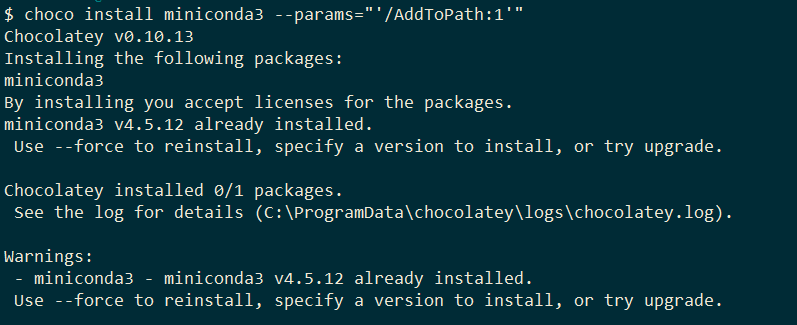 $ choco install miniconda3 --params="'/AddToPath:1'"
Chocolatey v0.10.13
Installing the following packages:
miniconda3
By installing you accept licenses for the packages.
miniconda3 v4.5.12 already installed.
Use --force to reinstall, specify a version to install, or try upgrade.
Chocolatey installed 0/1 packages.
See the log for details (C:\ProgramData\chocolatey\logs\chocolatey.log).
Warnings:
- miniconda3 - miniconda3 v4.5.12 already installed.
Use --force to reinstall, specify a version to install, or try upgrade.